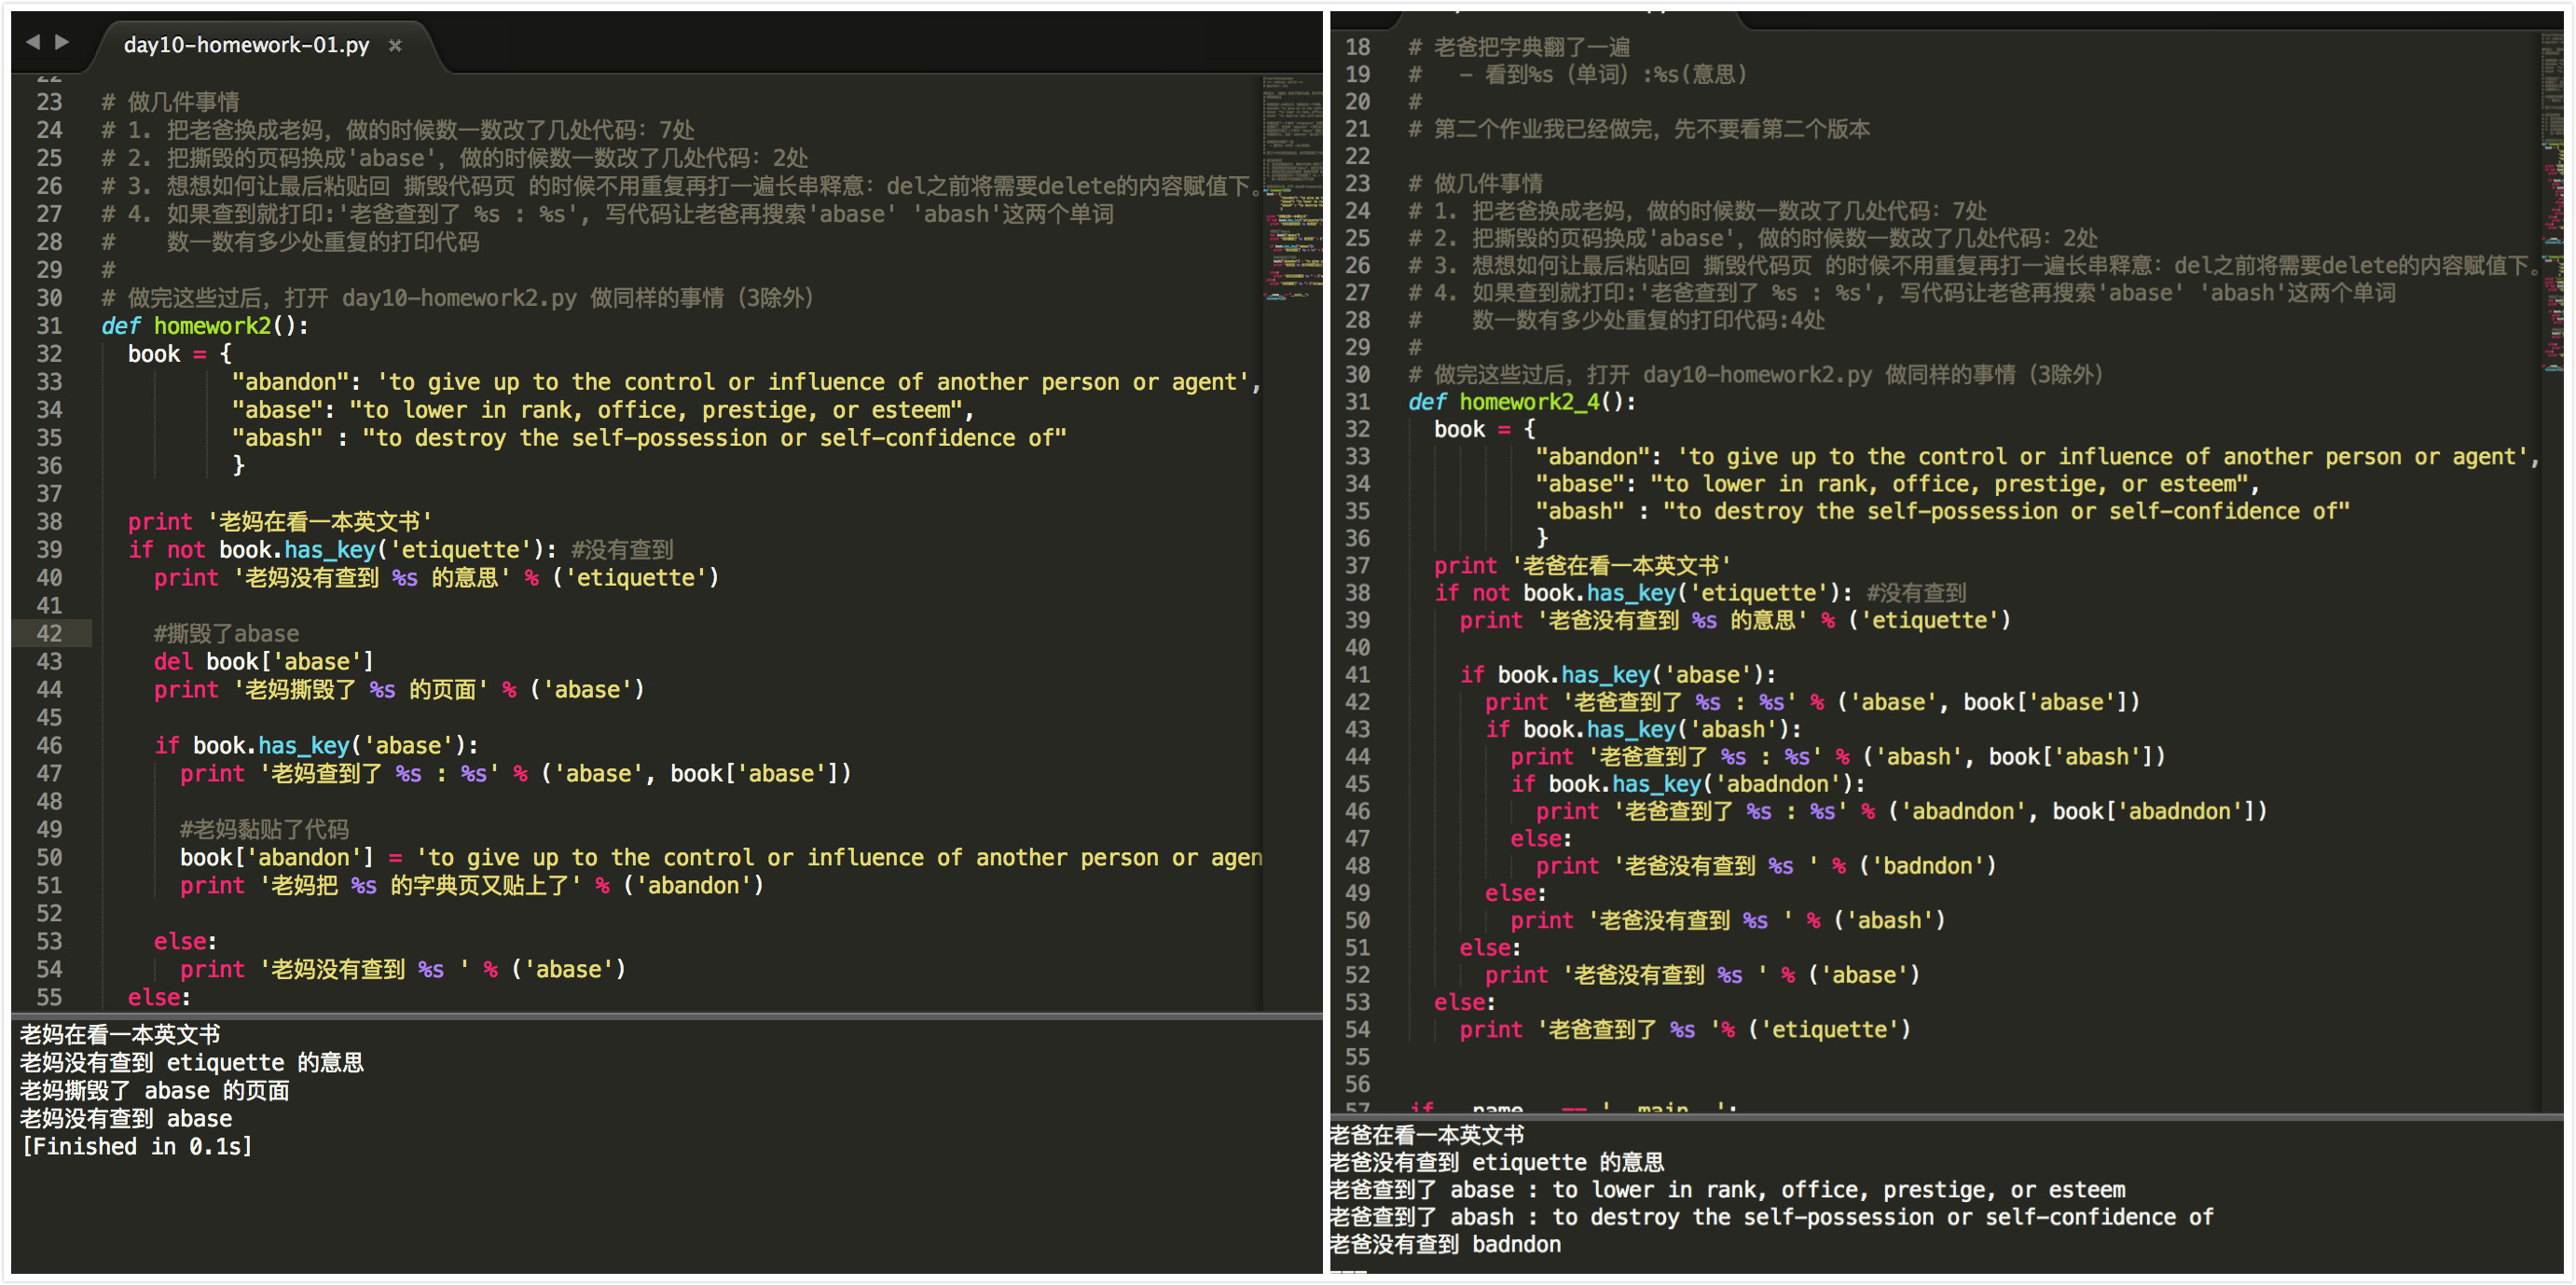 day10-homework-01.py ×
23 # 做几件事情
24 # 1. 把老爸换成老妈，做的时候数一数改了几处代码：7处
25 # 2. 把撕毁的页码换成'abase'，做的时候数一数改了几处代码：2处
26 # 3. 想想如何让最后粘贴回 撕毁代码页 的时候不用重复再打一遍长串释意：del之前将需要delete的内容赋值下。
27 # 4. 如果查到就打印:'老爸查到了 %s : %s', 写代码让老爸再搜索'abase' 'abash'这两个单词
28 #    数一数有多少处重复的打印代码
29 #
30 # 做完这些过后，打开 day10-homework2.py 做同样的事情（3除外）
31 def homework2():
32   book = {
33           "abandon": 'to give up to the control or influence of another person or agent',
34           "abase": "to lower in rank, office, prestige, or esteem",
35           "abash" : "to destroy the self-possession or self-confidence of"
36           }
37
38   print '老妈在看一本英文书'
39   if not book.has_key('etiquette'): #没有查到
40     print '老妈没有查到 %s 的意思' % ('etiquette')
41
42     #撕毁了abase
43     del book['abase']
44     print '老妈撕毁了 %s 的页面' % ('abase')
45
46     if book.has_key('abase'):
47       print '老妈查到了 %s : %s' % ('abase', book['abase'])
48
49       #老妈黏贴了代码
50       book['abandon'] = 'to give up to the control or influence of another person or agen
51       print '老妈把 %s 的字典页又贴上了' % ('abandon')
52
53     else:
54       print '老妈没有查到 %s ' % ('abase')
55   else:
老妈在看一本英文书
老妈没有查到 etiquette 的意思
老妈撕毁了 abase 的页面
老妈没有查到 abase
[Finished in 0.1s]
18 # 老爸把字典翻了一遍
19 #   - 看到%s（单词）:%s(意思)
20 #
21 # 第二个作业我已经做完，先不要看第二个版本
22
23 # 做几件事情
24 # 1. 把老爸换成老妈，做的时候数一数改了几处代码：7处
25 # 2. 把撕毁的页码换成'abase'，做的时候数一数改了几处代码：2处
26 # 3. 想想如何让最后粘贴回 撕毁代码页 的时候不用重复再打一遍长串释意：del之前将需要delete的内容赋值下。
27 # 4. 如果查到就打印:'老爸查到了 %s : %s', 写代码让老爸再搜索'abase' 'abash'这两个单词
28 #    数一数有多少处重复的打印代码:4处
29 #
30 # 做完这些过后，打开 day10-homework2.py 做同样的事情（3除外）
31 def homework2_4():
32   book = {
33           "abandon": 'to give up to the control or influence of another person or agent',
34           "abase": "to lower in rank, office, prestige, or esteem",
35           "abash" : "to destroy the self-possession or self-confidence of"
36           }
37   print '老爸在看一本英文书'
38   if not book.has_key('etiquette'): #没有查到
39     print '老爸没有查到 %s 的意思' % ('etiquette')
40
41     if book.has_key('abase'):
42       print '老爸查到了 %s : %s' % ('abase', book['abase'])
43       if book.has_key('abash'):
44         print '老爸查到了 %s : %s' % ('abash', book['abash'])
45         if book.has_key('abadndon'):
46           print '老爸查到了 %s : %s' % ('abadndon', book['abadndon'])
47         else:
48           print '老爸没有查到 %s ' % ('badndon')
49       else:
50         print '老爸没有查到 %s ' % ('abash')
51     else:
52       print '老爸没有查到 %s ' % ('abase')
53   else:
54     print '老爸查到了 %s '% ('etiquette')
55
56
57 if __name__ == '__main__':
老爸在看一本英文书
老爸没有查到 etiquette 的意思
老爸查到了 abase : to lower in rank, office, prestige, or esteem
老爸查到了 abash : to destroy the self-possession or self-confidence of
老爸没有查到 badndon